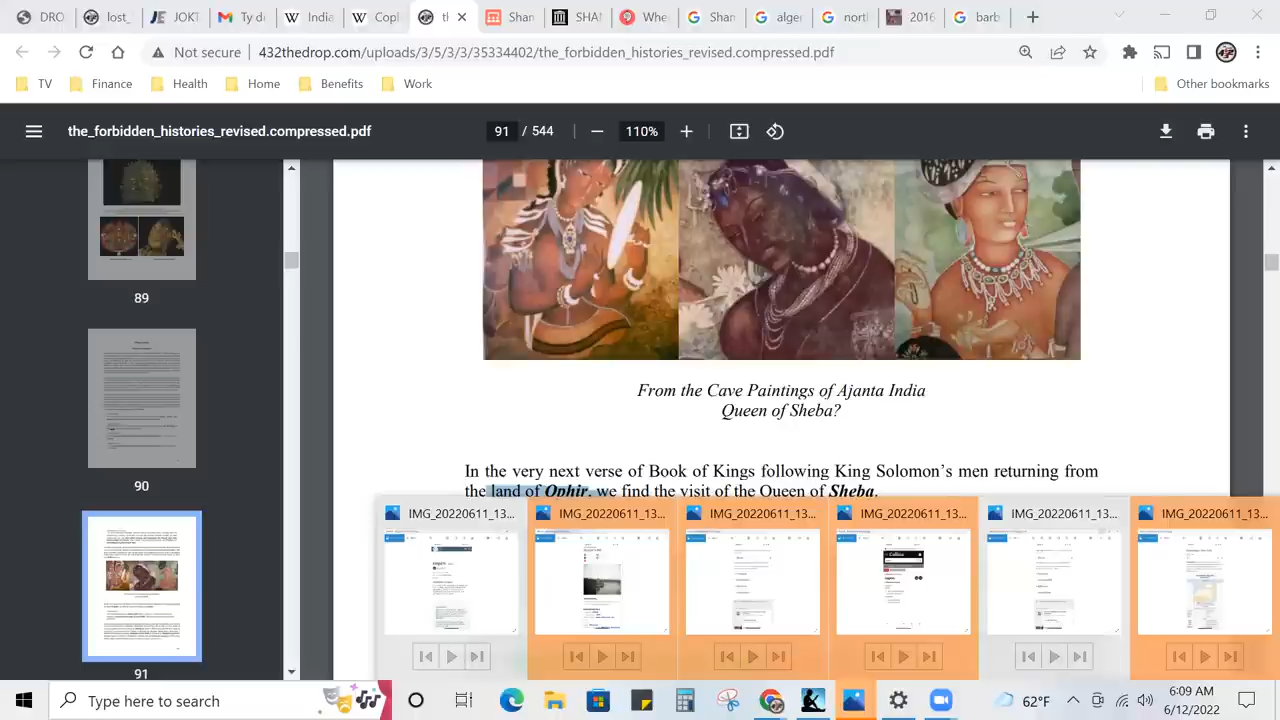 DRO
lost_
JOKT
Ty d
India
Copl
th
Shan
SHA
Whe
Shar
alger
north
2016
barb
Not secure
432thedrop.com/uploads/3/5/3/3/35334402/the_forbidden_histories_revised.compressed.pdf
TV
Finance
Health
Home
Benefits
Work
Other bookmarks
the_forbidden_histories_revised.compressed.pdf
91 / 544
110%
89
90
91
From the Cave Paintings of Ajanta India
Queen of Sheba?
In the very next verse of Book of Kings following King Solomon's men returning from
the land of Ophir, we find the visit of the Queen of Sheba.
IMG_20220611_13...
IMG_20220611_13...
IMG_20220611_13...
IMG_20220611_13...
IMG_20220611_13...
IMG_20220611_13...
Type here to search
62°F
6:09 AM
6/12/2022